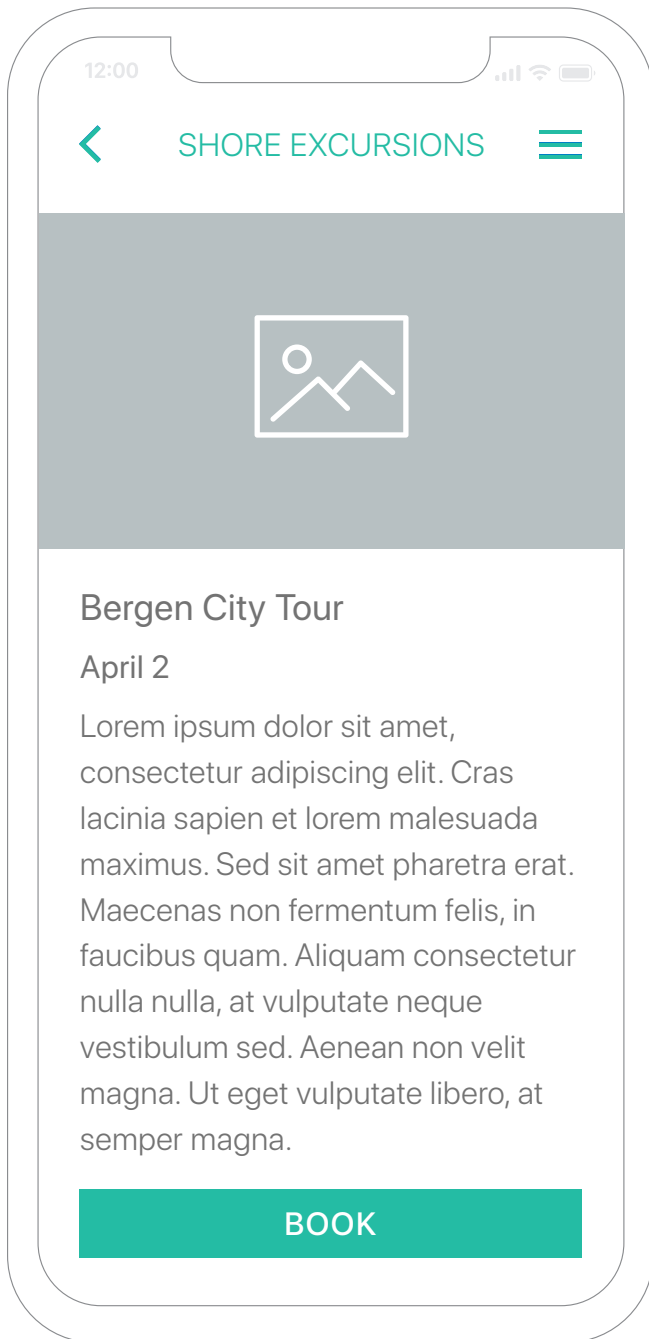 12:00
SHORE EXCURSIONS
Bergen City Tour
April 2
Lorem ipsum dolor sit amet,
consectetur adipiscing elit. Cras
lacinia sapien et lorem malesuada
maximus. Sed sit amet pharetra erat.
Maecenas non fermentum felis, in
faucibus quam. Aliquam consectetur
nulla nulla, at vulputate neque
vestibulum sed. Aenean non velit
magna. Ut eget vulputate libero, at
semper magna.
BOOK